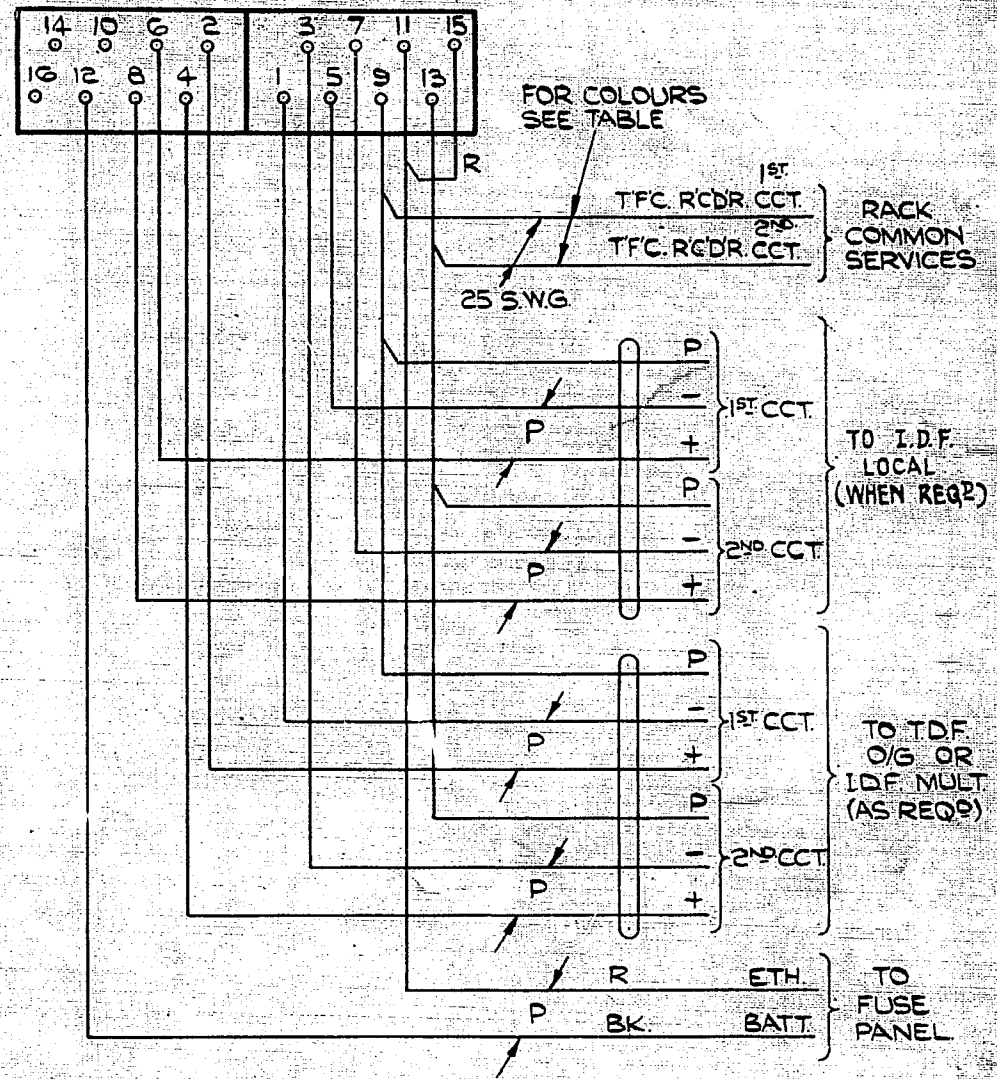 14 10 6 2 3 7 11 15
16 12 8 4 1 5 9 13
FOR COLOURS
SEE TABLE
R
1ST.
T'F'C. R'C'D'R. CCT.
2ND.
T'F'C. R'C'D'R. CCT.
RACK
COMMON
SERVICES
25 S.W.G.
P
-
P
+
1ST CCT.
P
-
P
+
2ND CCT.
TO I.D.F.
LOCAL
(WHEN REQD)
P
-
P
+
1ST CCT.
P
-
P
+
2ND CCT.
TO T.D.F.
O/G OR
I.D.F. MULT.
(AS REQD)
R ETH.
P
BK. BATT.
TO
FUSE
PANEL.